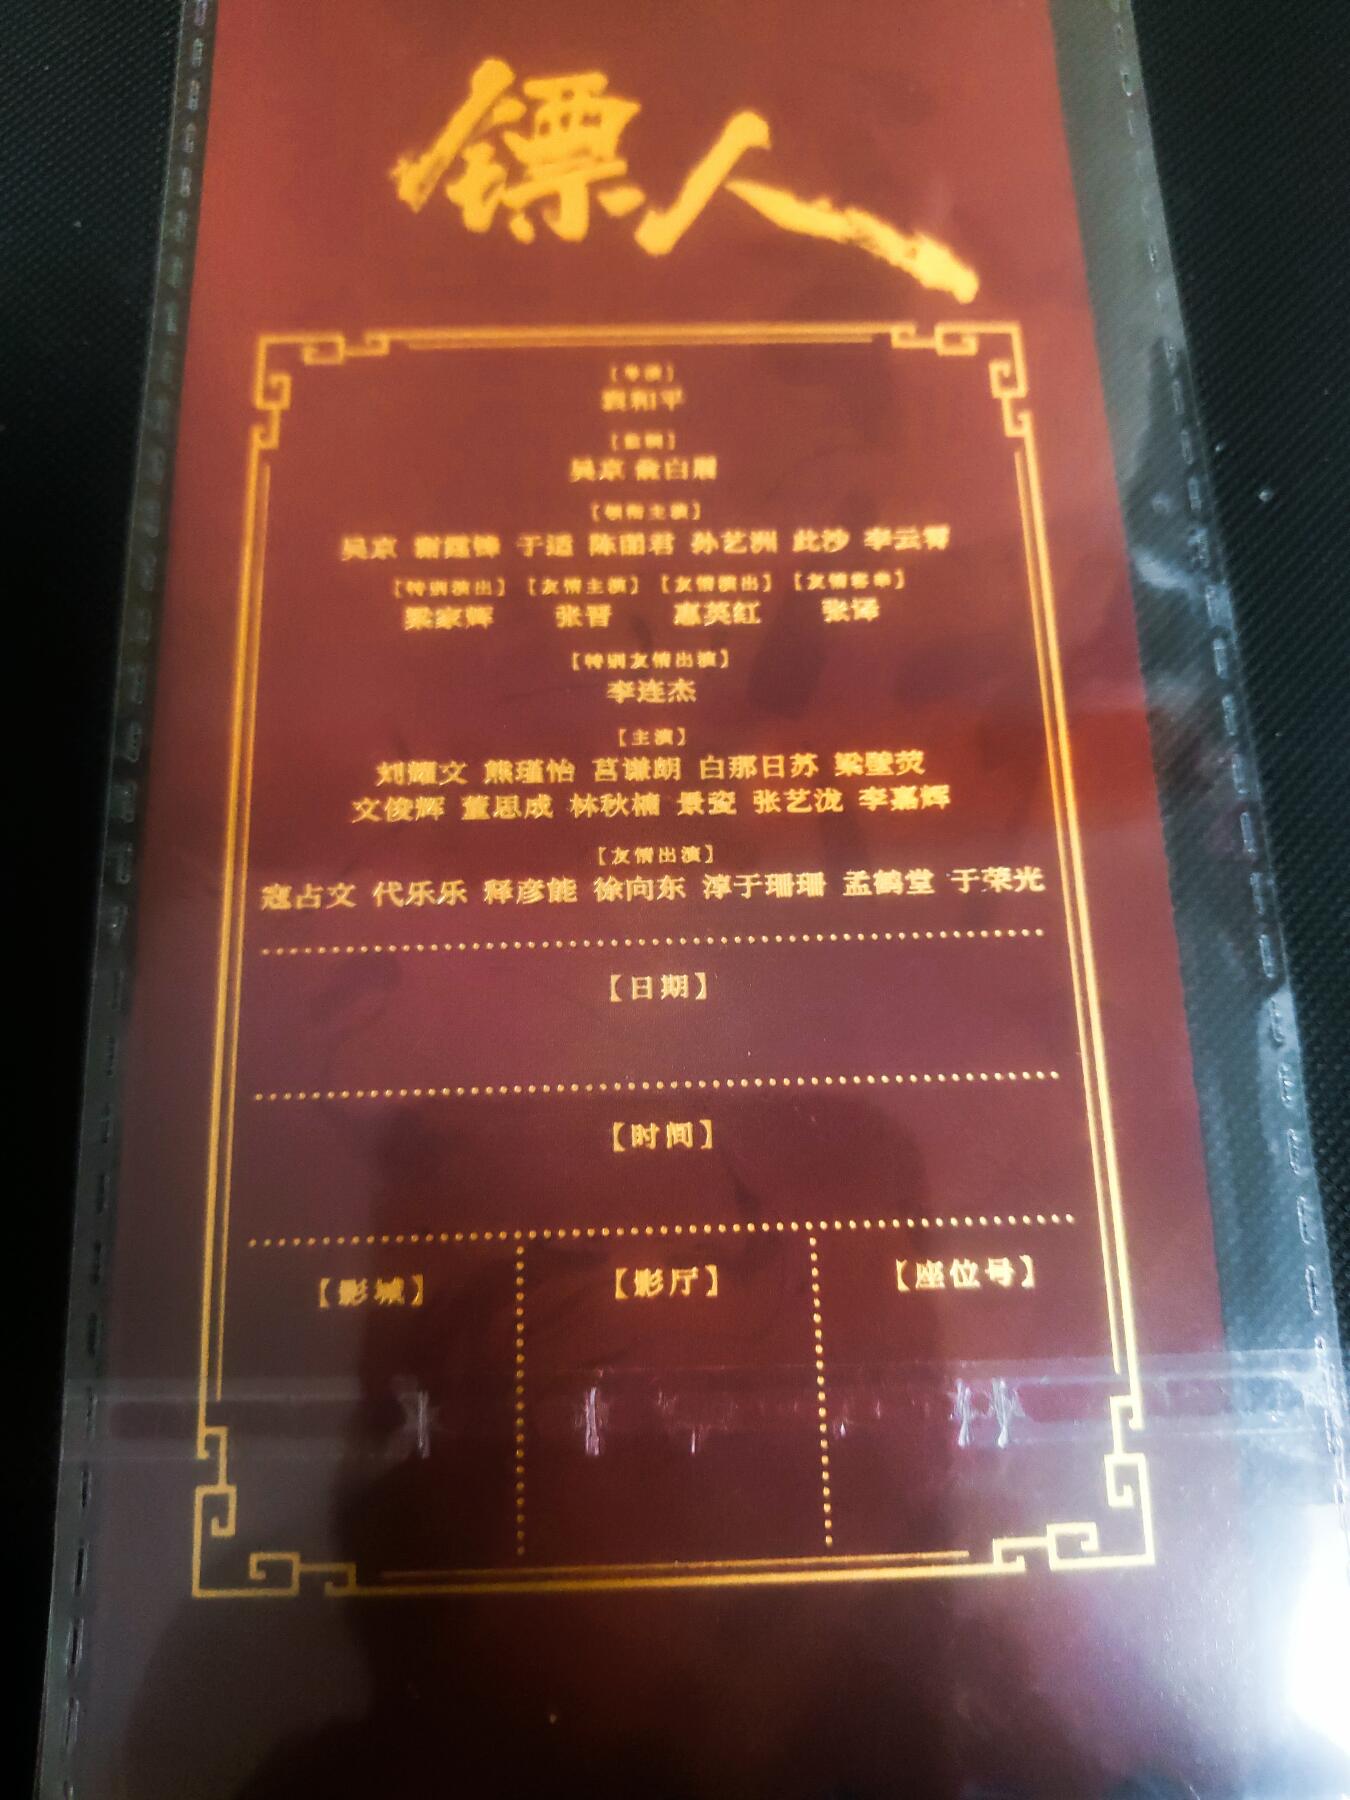 镖人
【导演】
袁和平
【监制】
吴京 俞白眉
【领衔主演】
吴京 谢霆锋 于适 陈丽君 孙艺洲 此沙 李云霄
【特别演出】 【友情主演】 【友情演出】 【友情客串】
梁家辉 张晋 惠英红 张译
【特别友情出演】
李连杰
【主演】
刘耀文 熊瑾怡 莒谦朗 白那日苏 梁壁荧
文俊辉 董思成 林秋楠 景瓷 张艺泷 李嘉辉
【友情出演】
寇占文 代乐乐 释彦能 徐向东 淳于珊珊 孟鹤堂 于荣光
【日期】
【时间】
【影城】 【影厅】 【座位号】